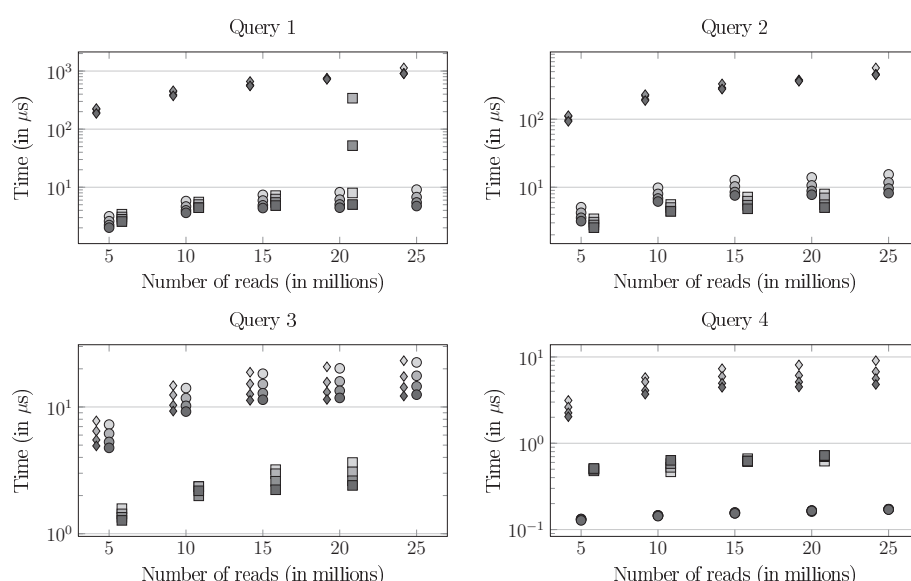 Query 1
Query 2
Time (in μs)
10³
10²
10¹
5 10 15 20 25
Number of reads (in millions)
Time (in μs)
10²
10¹
5 10 15 20 25
Number of reads (in millions)
Query 3
Query 4
Time (in μs)
10¹
10⁰
5 10 15 20 25
Number of reads (in millions)
Time (in μs)
10¹
10⁰
10⁻¹
5 10 15 20 25
Number of reads (in millions)